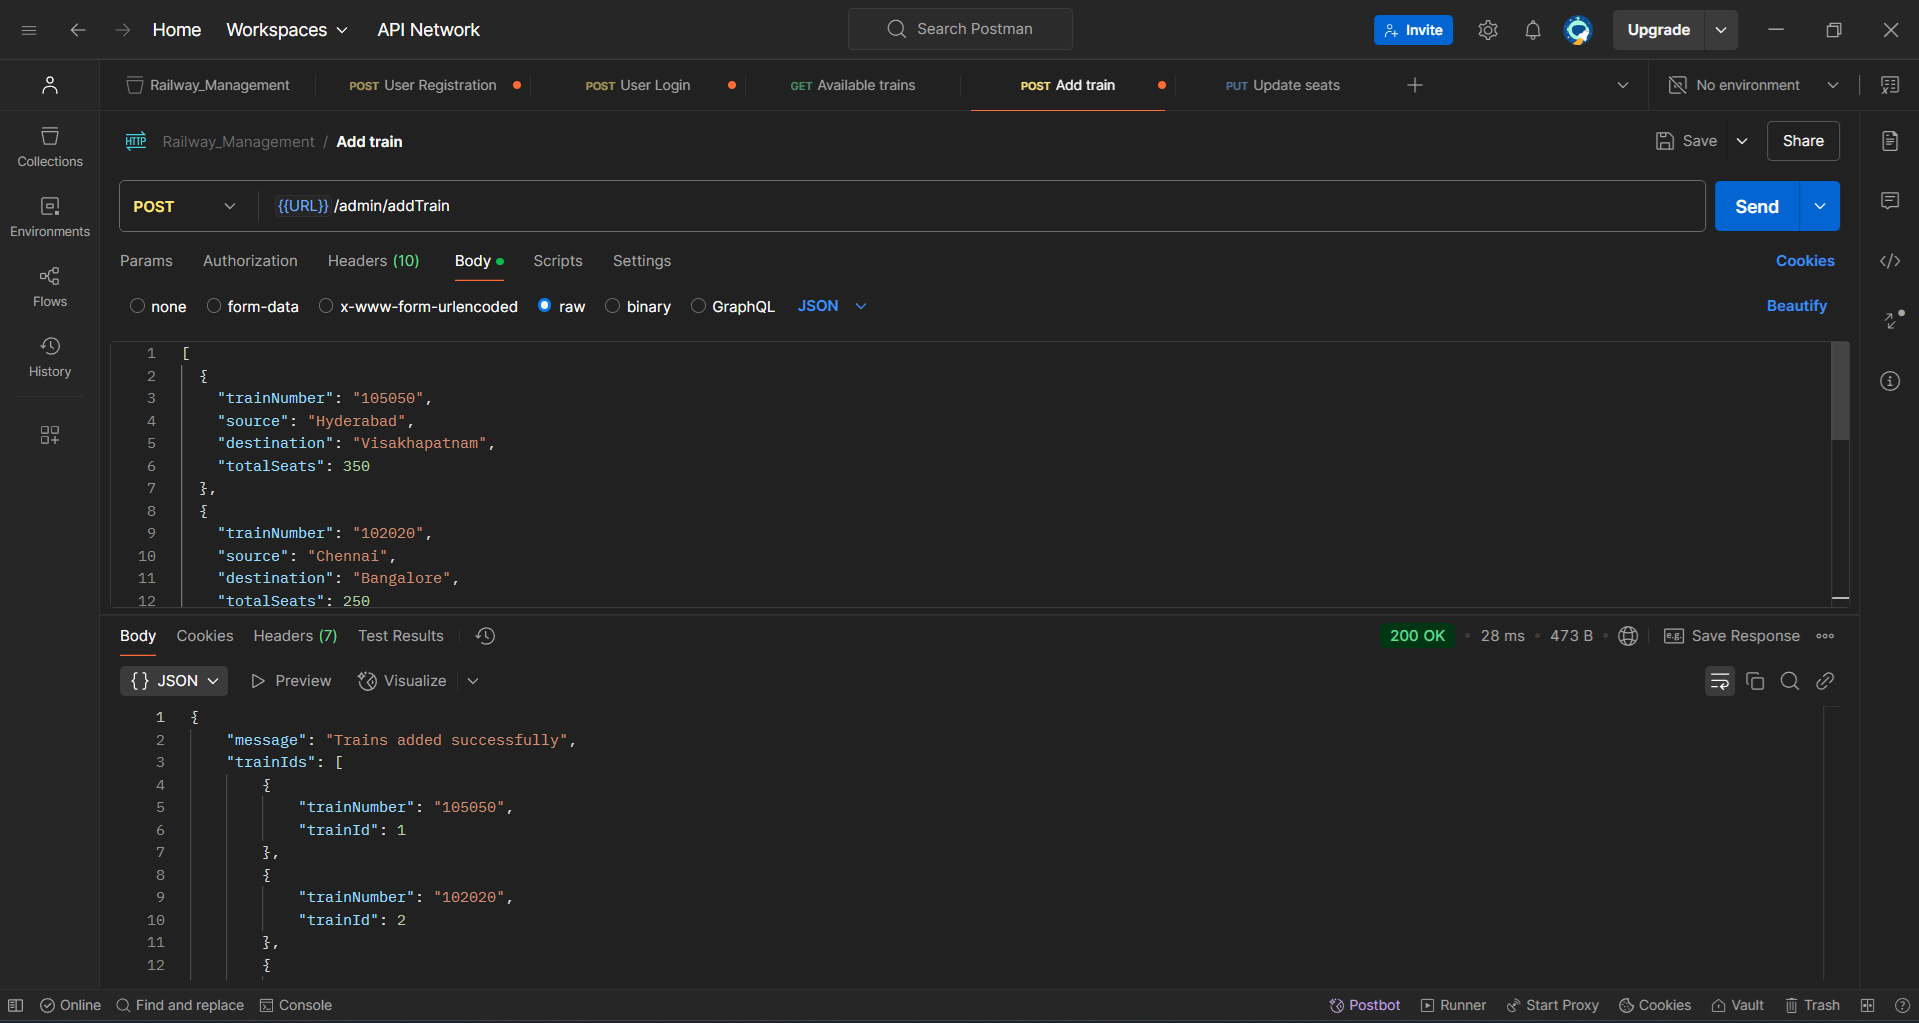 Home Workspaces API Network Search Postman Invite Upgrade
Railway_Management POST User Registration POST User Login GET Available trains POST Add train PUT Update seats No environment
HTTP Railway_Management / Add train Save Share
Collections
Environments
Flows
History
POST {{URL}} /admin/addTrain Send
Params Authorization Headers (10) Body Scripts Settings Cookies
none form-data x-www-form-urlencoded raw binary GraphQL JSON Beautify
1 [
2 {
3 "trainNumber": "105050",
4 "source": "Hyderabad",
5 "destination": "Visakhapatnam",
6 "totalSeats": 350
7 },
8 {
9 "trainNumber": "102020",
10 "source": "Chennai",
11 "destination": "Bangalore",
12 "totalSeats": 250
Body Cookies Headers (7) Test Results 200 OK 28 ms 473 B e.g. Save Response
{} JSON Preview Visualize
1 {
2 "message": "Trains added successfully",
3 "trainIds": [
4 {
5 "trainNumber": "105050",
6 "trainId": 1
7 },
8 {
9 "trainNumber": "102020",
10 "trainId": 2
11 },
12 {
Online Find and replace Console Postbot Runner Start Proxy Cookies Vault Trash